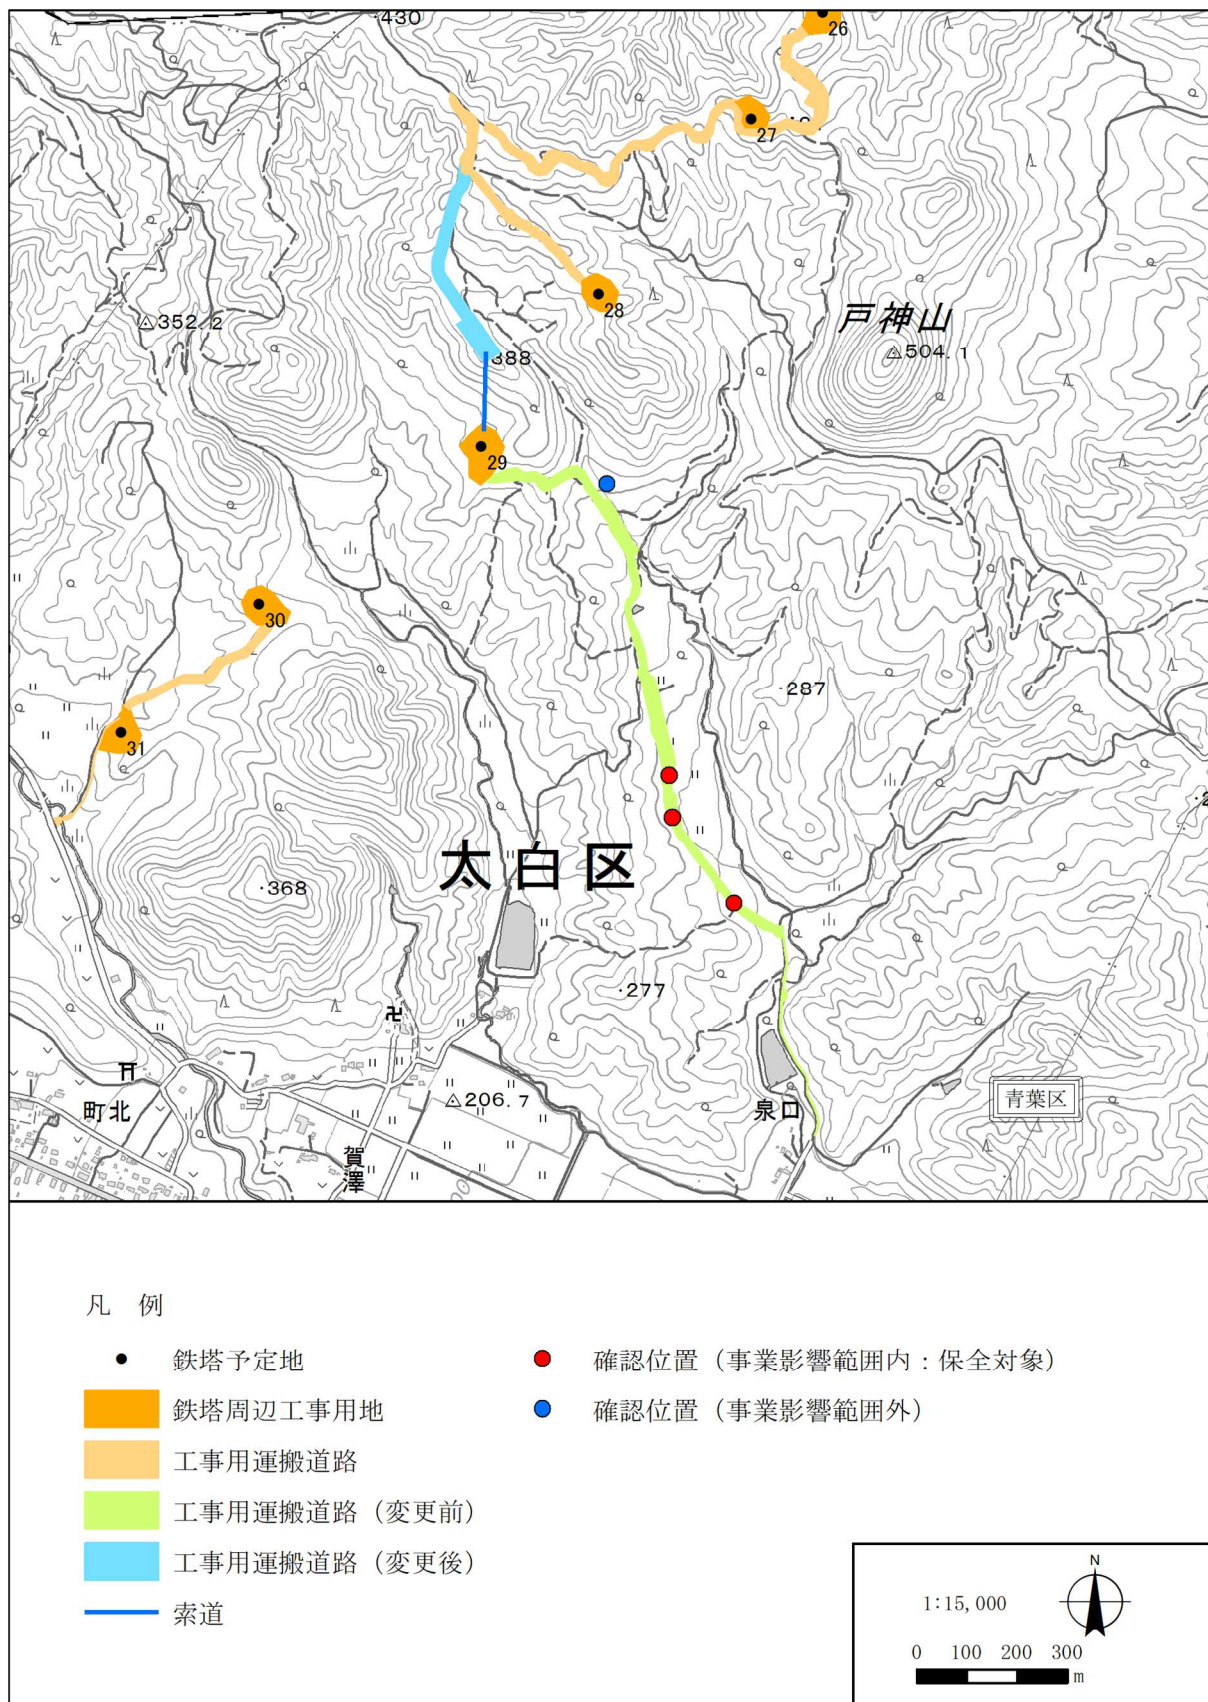 430
26
27
28
戸神山
352.2
504.1
388
29
30
287
31
太白区
368
277
町北
206.7
賀澤
泉口
青葉区
凡 例
鉄塔予定地
確認位置（事業影響範囲内：保全対象）
鉄塔周辺工事用地
確認位置（事業影響範囲外）
工事用運搬道路
工事用運搬道路（変更前）
工事用運搬道路（変更後）
索道
N
1:15,000
0 100 200 300
m